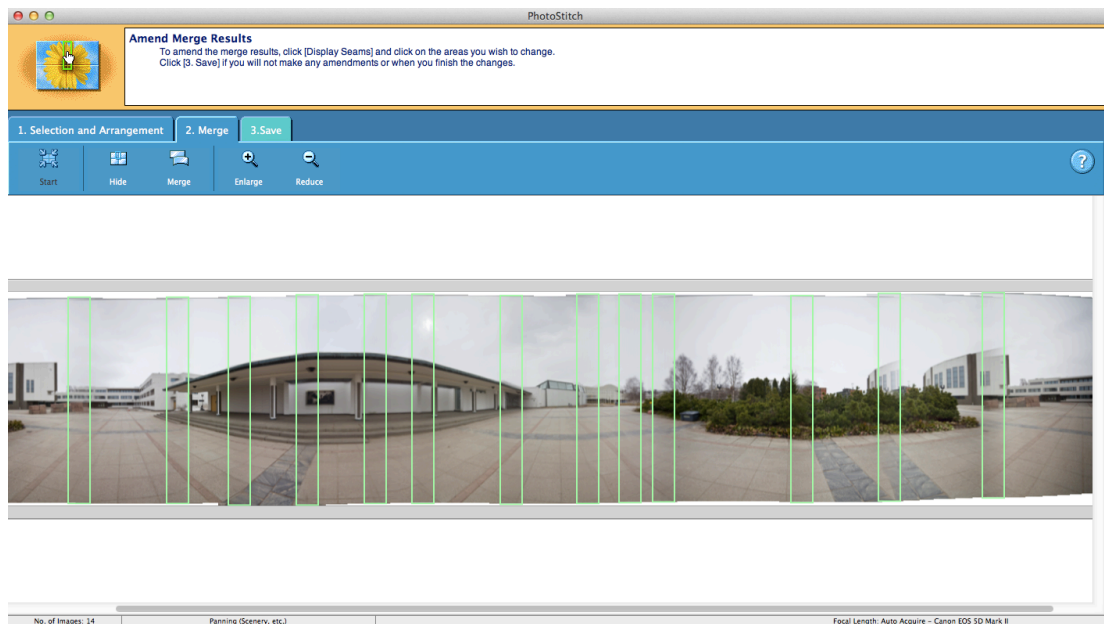 PhotoStitch
Amend Merge Results
To amend the merge results, click [Display Seams] and click on the areas you wish to change.
Click [3. Save] if you will not make any amendments or when you finish the changes.
1. Selection and Arrangement
2. Merge
3.Save
Start
Hide
Merge
Enlarge
Reduce
?
No. of Images: 14
Panning (Scenery, etc.)
Focal Length: Auto Acquire – Canon EOS 5D Mark II